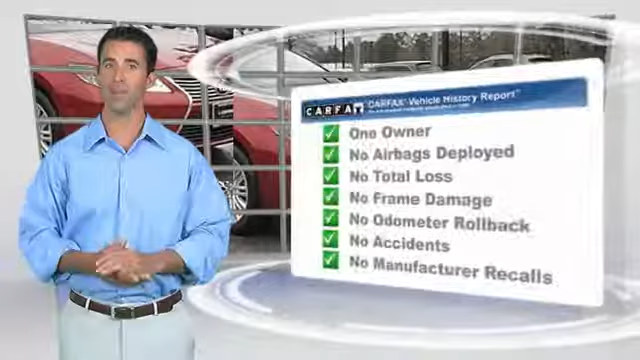 CARFAX
CARFAX Vehicle History Report™
One Owner
No Airbags Deployed
No Total Loss
No Frame Damage
No Odometer Rollback
No Accidents
No Manufacturer Recalls